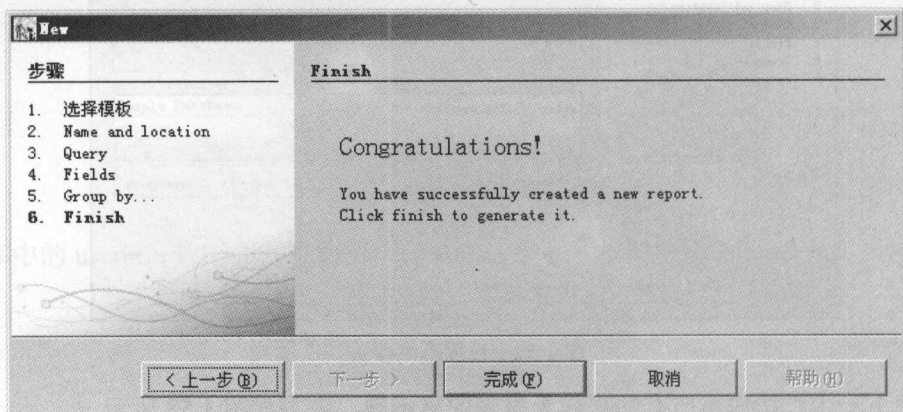 New
步骤
1. 选择模板
2. Name and location
3. Query
4. Fields
5. Group by...
6. Finish
Finish
Congratulations!
You have successfully created a new report.
Click finish to generate it.
< 上一步(B)
下一步 >
完成(F)
取消
帮助(H)
中的